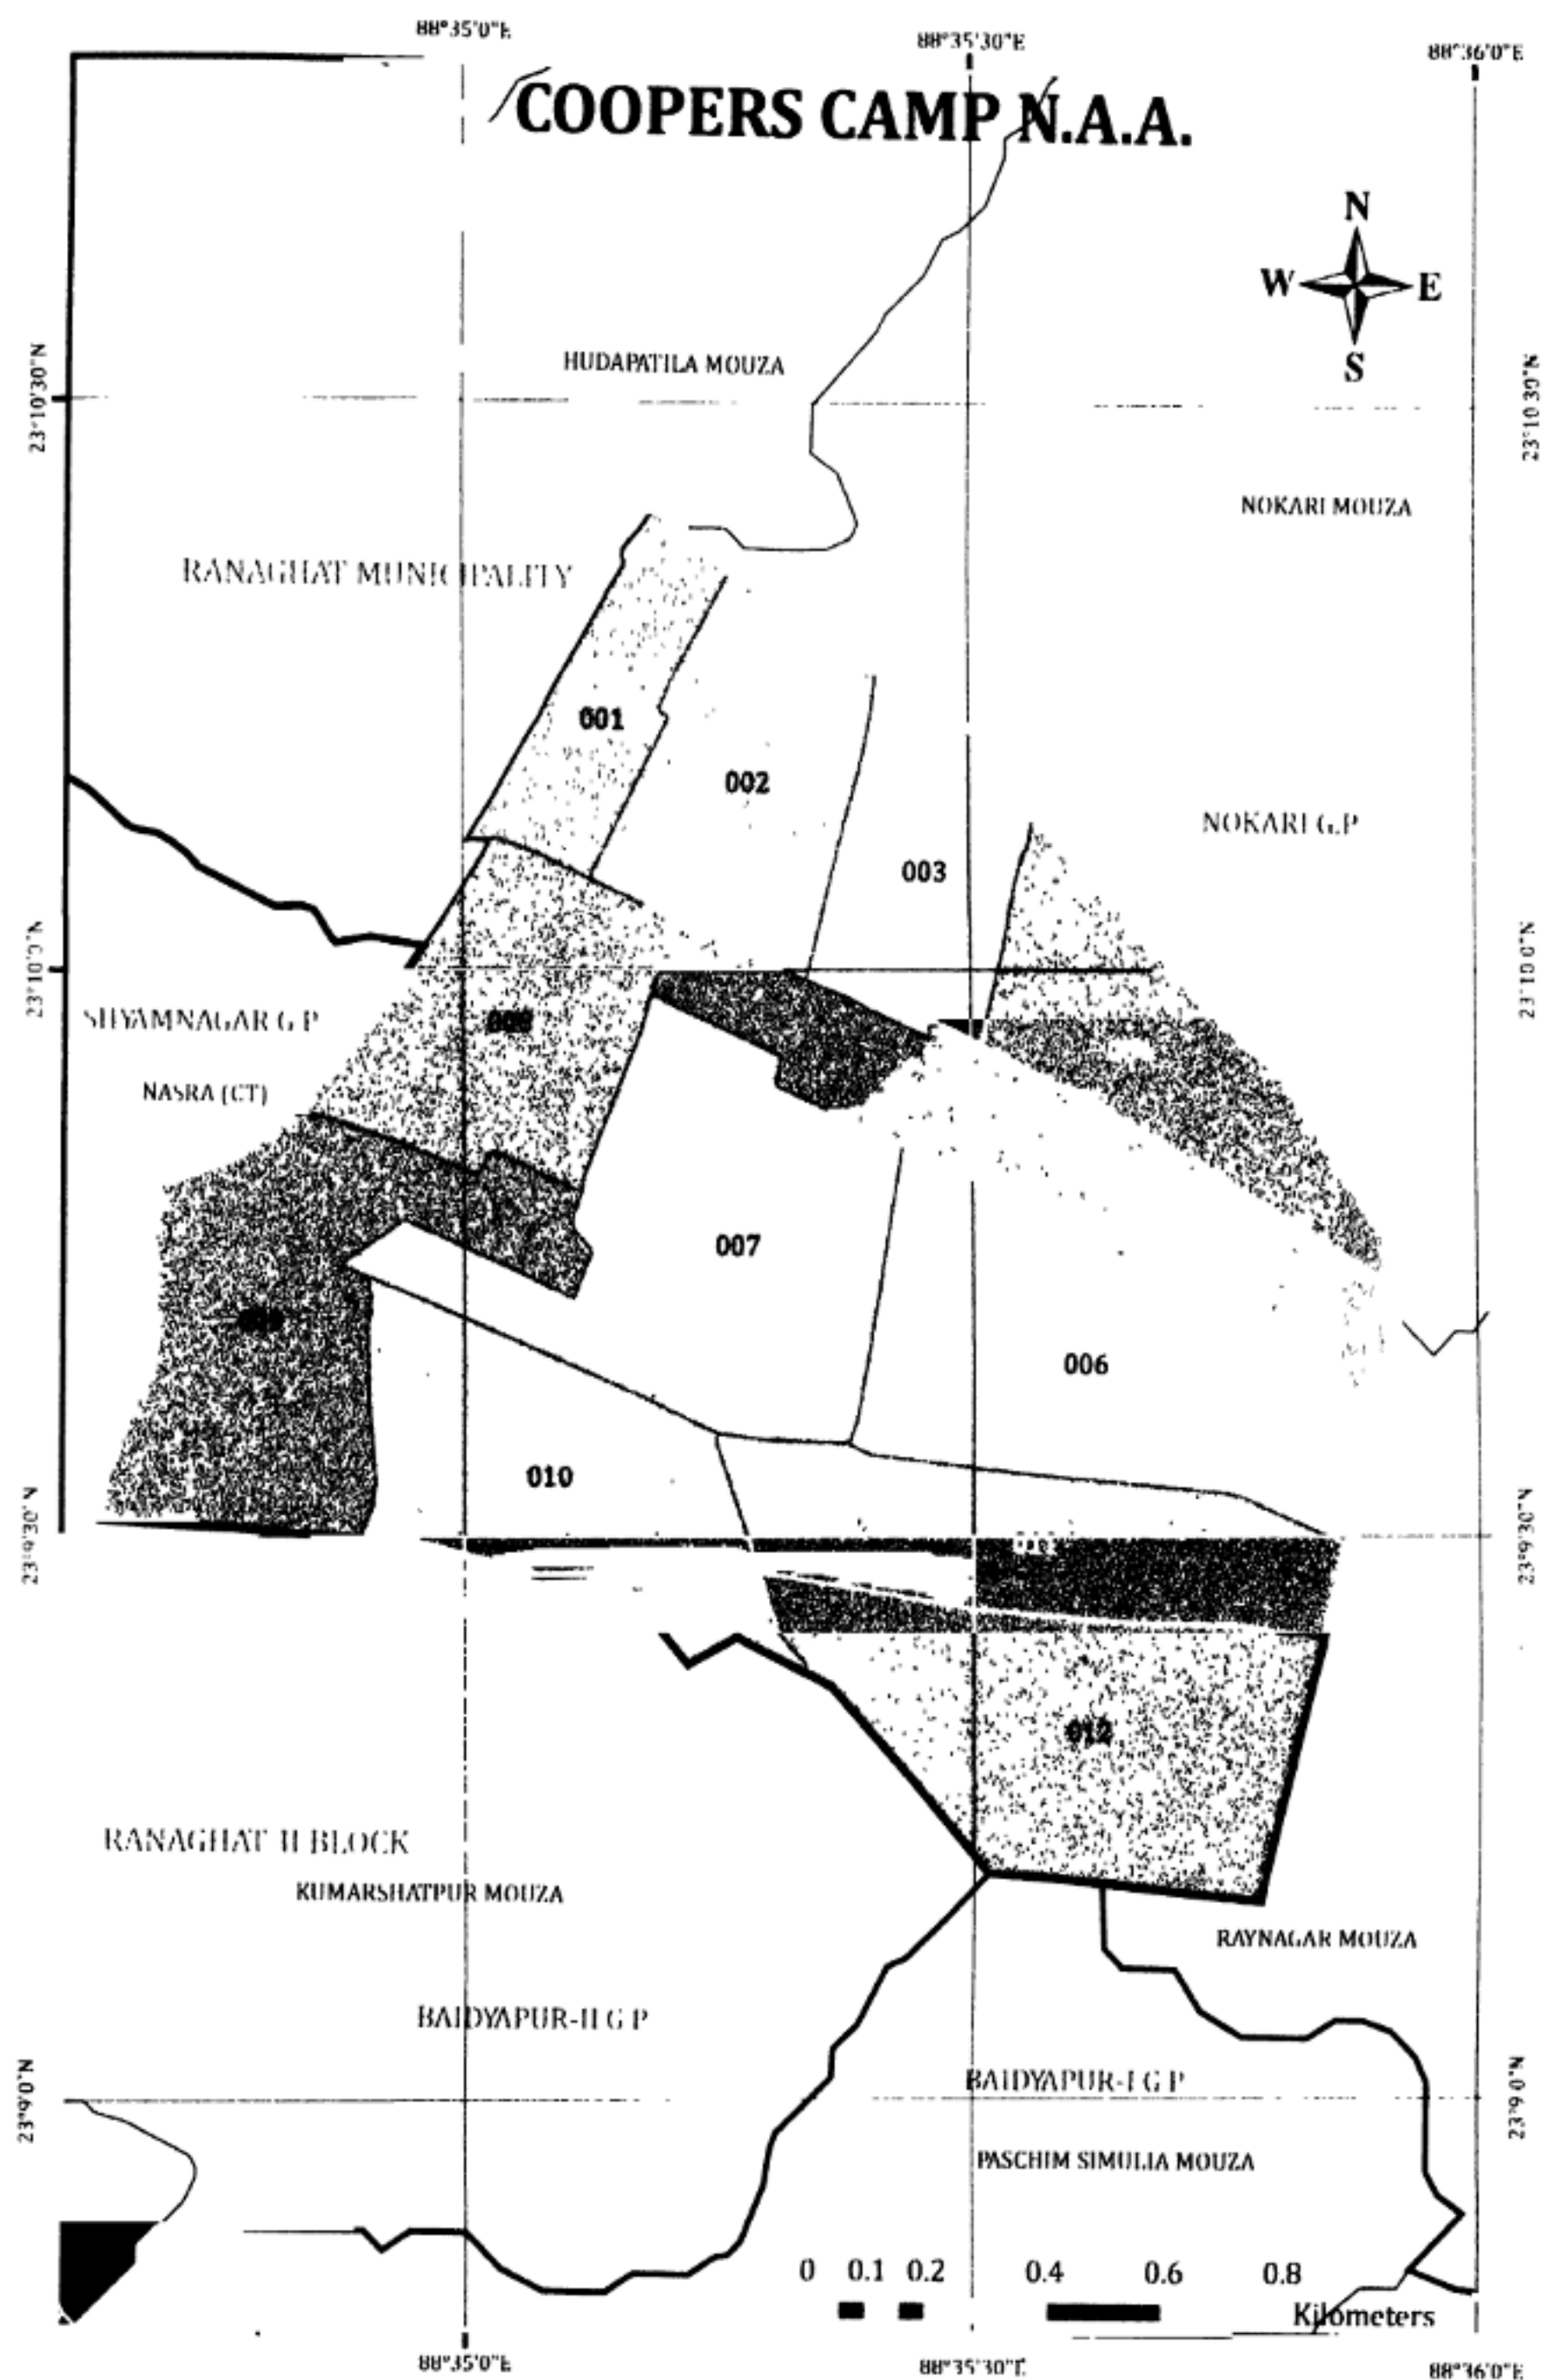 88°35'0"E
88°35'30"E
88°36'0"E
COOPERS CAMP N.A.A.
N
W
E
S
HUDAPATILA MOUZA
23°10'30"N
23°10'30"N
NOKARI MOUZA
RANAGHAT MUNICIPALITY
001
002
NOKARI G.P
003
23°10'0"N
23°10'0"N
SHYAMNAGAR G P
NASRA (CT)
007
006
010
23°9'30"N
23°9'30"N
012
RANAGHAT II BLOCK
KUMARSHATPUR MOUZA
RAYNAGAR MOUZA
BAIDYAPUR-II G P
BAIDYAPUR-I G P
23°9'0"N
23°9'0"N
PASCHIM SIMULIA MOUZA
0 0.1 0.2 0.4 0.6 0.8
Kilometers
88°35'0"E
88°35'30"E
88°36'0"E